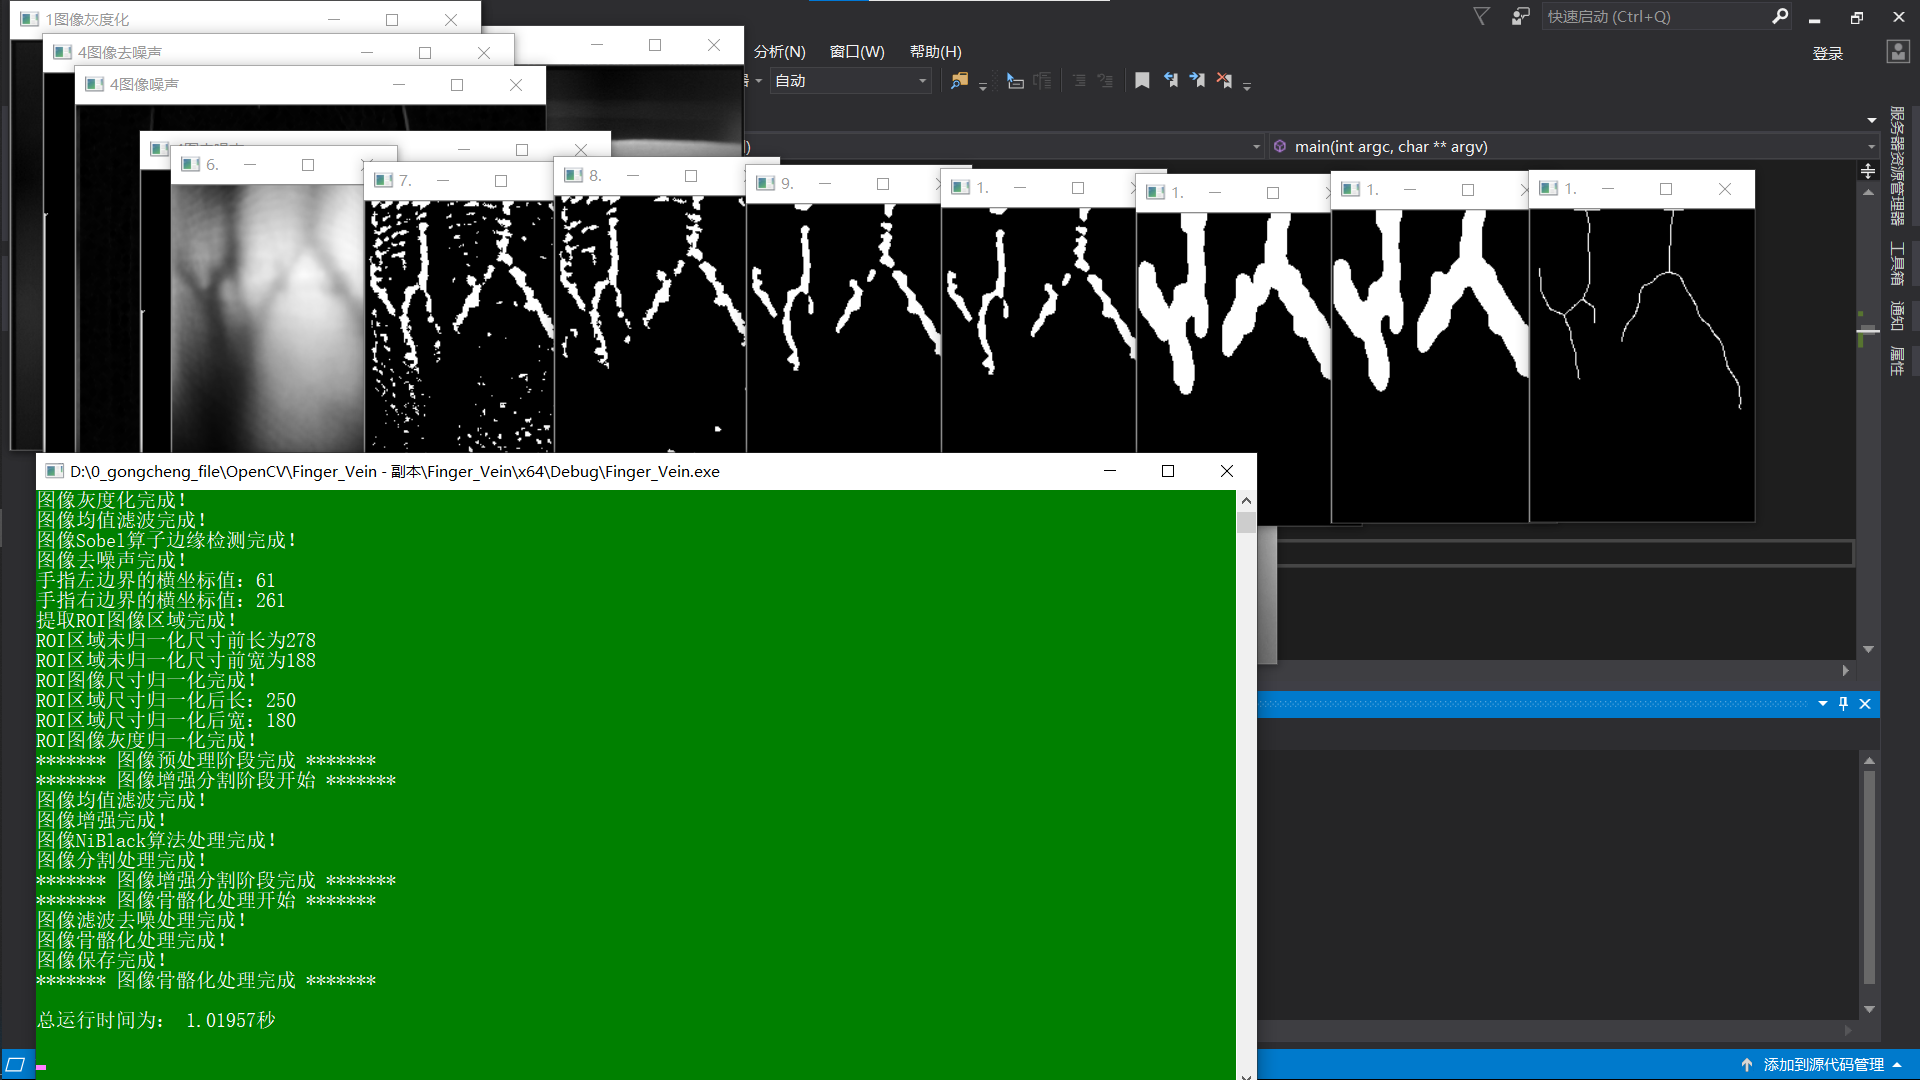 1图像灰度化
4图像去噪声
4图像噪声
6.
7.
8.
9.
1.
1.
1.
1.
快速启动 (Ctrl+Q)
分析(N) 窗口(W) 帮助(H)
登录
自动
main(int argc, char ** argv)
服务器资源管理器
工具箱
通知
属性
D:\0_gongcheng_file\OpenCV\Finger_Vein - 副本\Finger_Vein\x64\Debug\Finger_Vein.exe
图像灰度化完成!
图像均值滤波完成!
图像Sobel算子边缘检测完成!
图像去噪声完成!
手指左边界的横坐标值: 61
手指右边界的横坐标值: 261
提取ROI图像区域完成!
ROI区域未归一化尺寸前长为278
ROI区域未归一化尺寸前宽为188
ROI图像尺寸归一化完成!
ROI区域尺寸归一化后长: 250
ROI区域尺寸归一化后宽: 180
ROI图像灰度归一化完成!
******* 图像预处理阶段完成 *******
******* 图像增强分割阶段开始 *******
图像均值滤波完成!
图像增强完成!
图像NiBlack算法处理完成!
图像分割处理完成!
******* 图像增强分割阶段完成 *******
******* 图像骨骼化处理开始 *******
图像滤波去噪处理完成!
图像骨骼化处理完成!
图像保存完成!
******* 图像骨骼化处理完成 *******
总运行时间为: 1.01957秒
添加到源代码管理